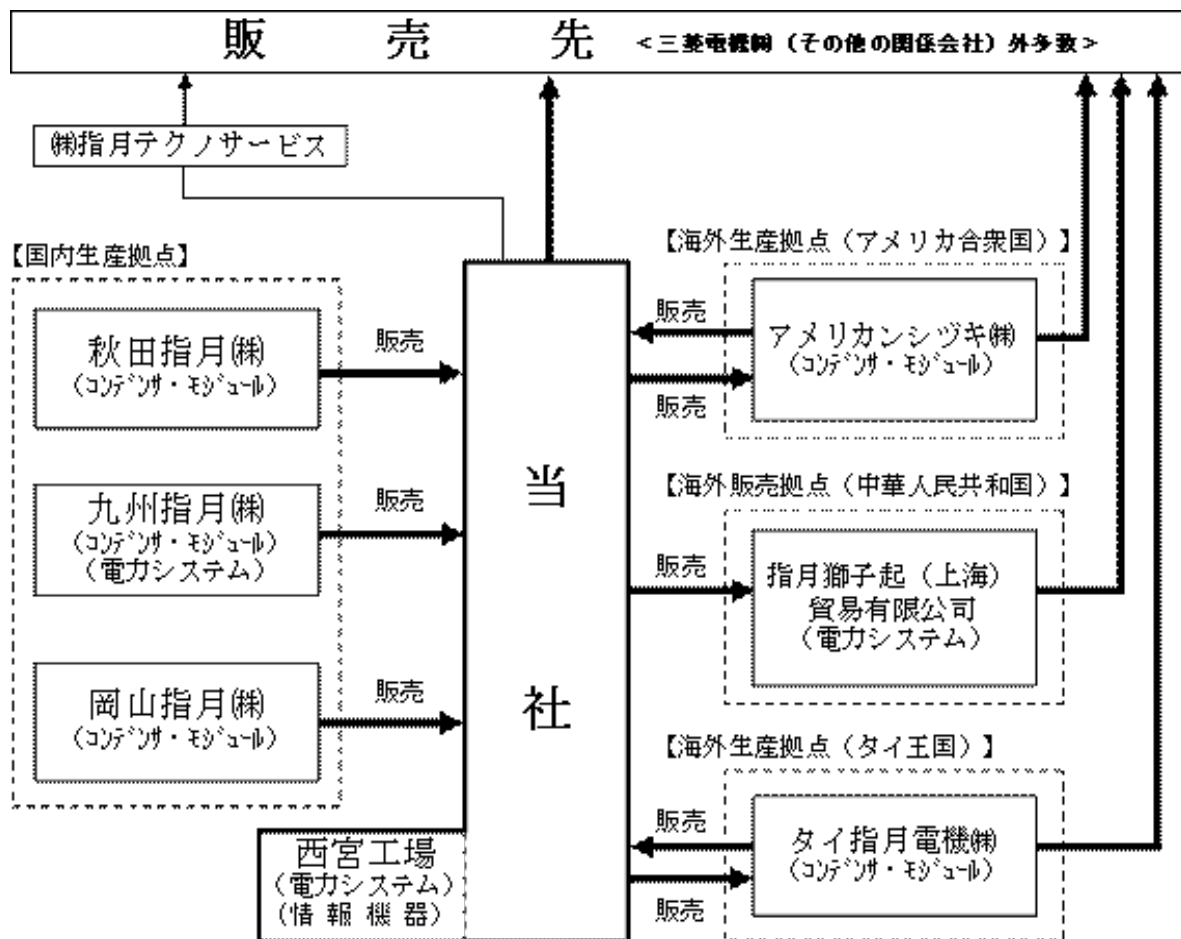 販売先 <三菱電機㈱（その他の関係会社）外多数>
㈱指月テクノサービス
【国内生産拠点】
秋田指月㈱
（ｺﾝﾃﾞﾝｻ・ﾓｼﾞｭｰﾙ）
販売
九州指月㈱
（ｺﾝﾃﾞﾝｻ・ﾓｼﾞｭｰﾙ）
（電力システム）
販売
岡山指月㈱
（ｺﾝﾃﾞﾝｻ・ﾓｼﾞｭｰﾙ）
販売
当社
西宮工場
（電力システム）
（情報機器）
【海外生産拠点（アメリカ合衆国）】
販売
アメリカンシヅキ㈱
（ｺﾝﾃﾞﾝｻ・ﾓｼﾞｭｰﾙ）
販売
【海外販売拠点（中華人民共和国）】
販売
指月獅子起（上海）
貿易有限公司
（電力システム）
【海外生産拠点（タイ王国）】
販売
タイ指月電機㈱
（ｺﾝﾃﾞﾝｻ・ﾓｼﾞｭｰﾙ）
販売